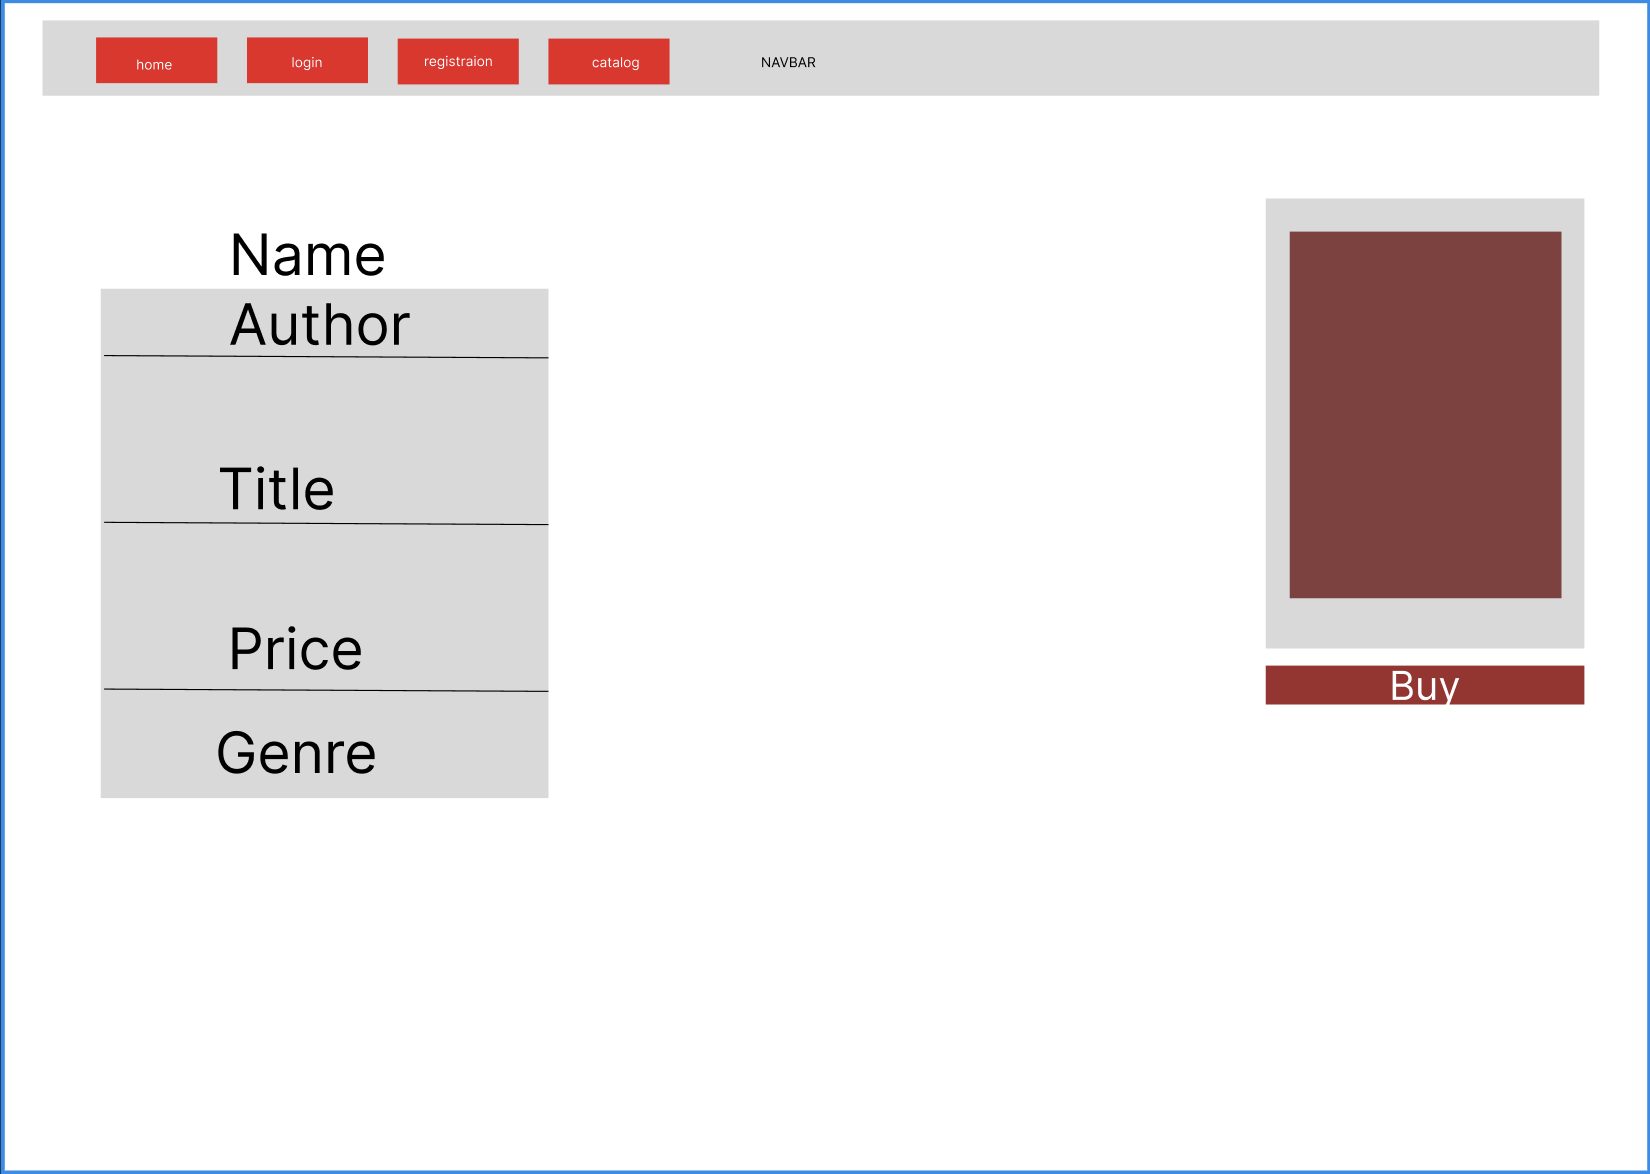 home
login
registraion
catalog
NAVBAR
Name
Author
Title
Price
Genre
Buy